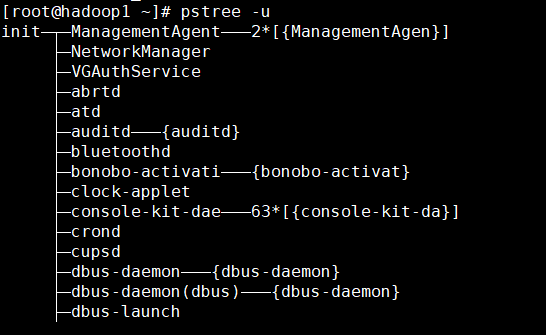 [root@hadoop1 ~]# pstree -u
init─┬─ManagementAgent───2*[{ManagementAgen}]
├─NetworkManager
├─VGAuthService
├─abrtd
├─atd
├─auditd───{auditd}
├─bluetoothd
├─bonobo-activati───{bonobo-activat}
├─clock-applet
├─console-kit-dae───63*[{console-kit-da}]
├─crond
├─cupsd
├─dbus-daemon───{dbus-daemon}
├─dbus-daemon(dbus)───{dbus-daemon}
├─dbus-launch